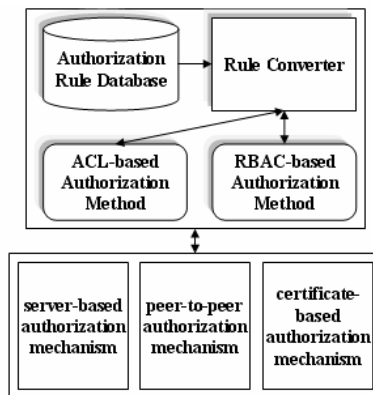 Authorization
Rule Database
Rule Converter
ACL-based
Authorization
Method
RBAC-based
Authorization
Method
server-based
authorization
mechanism
peer-to-peer
authorization
mechanism
certificate-
based
authorization
mechanism